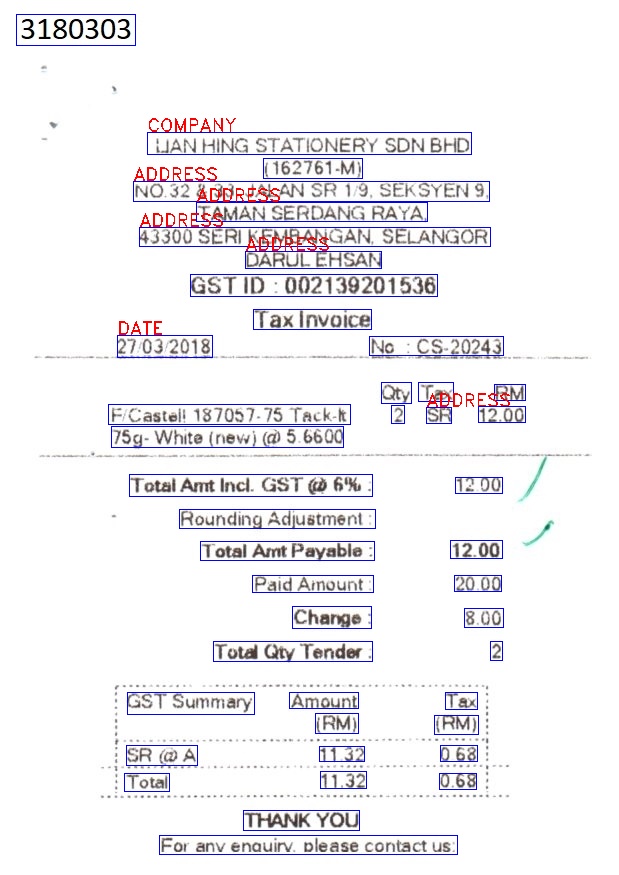 3180303
COMPANY
LIAN HING STATIONERY SDN BHD
(162761-M)
ADDRESS
NO.32 & 33, JALAN SR 1/9, SEKSYEN 9,
ADDRESS
TAMAN SERDANG RAYA,
ADDRESS
43300 SERI KEMBANGAN, SELANGOR
ADDRESS
DARUL EHSAN
GST ID : 002139201536
Tax Invoice
DATE
27/03/2018 No : CS-20243
Qty Tax RM
ADDRESS
F/Castell 187057-75 Tack-It 2 SR 12.00
75g- White (new) @ 5.6600
Total Amt Incl. GST @ 6% : 12.00
Rounding Adjustment :
Total Amt Payable : 12.00
Paid Amount : 20.00
Change : 8.00
Total Qty Tender : 2
GST Summary Amount Tax
(RM) (RM)
SR @ A 11.32 0.68
Total 11.32 0.68
THANK YOU
For any enquiry, please contact us: